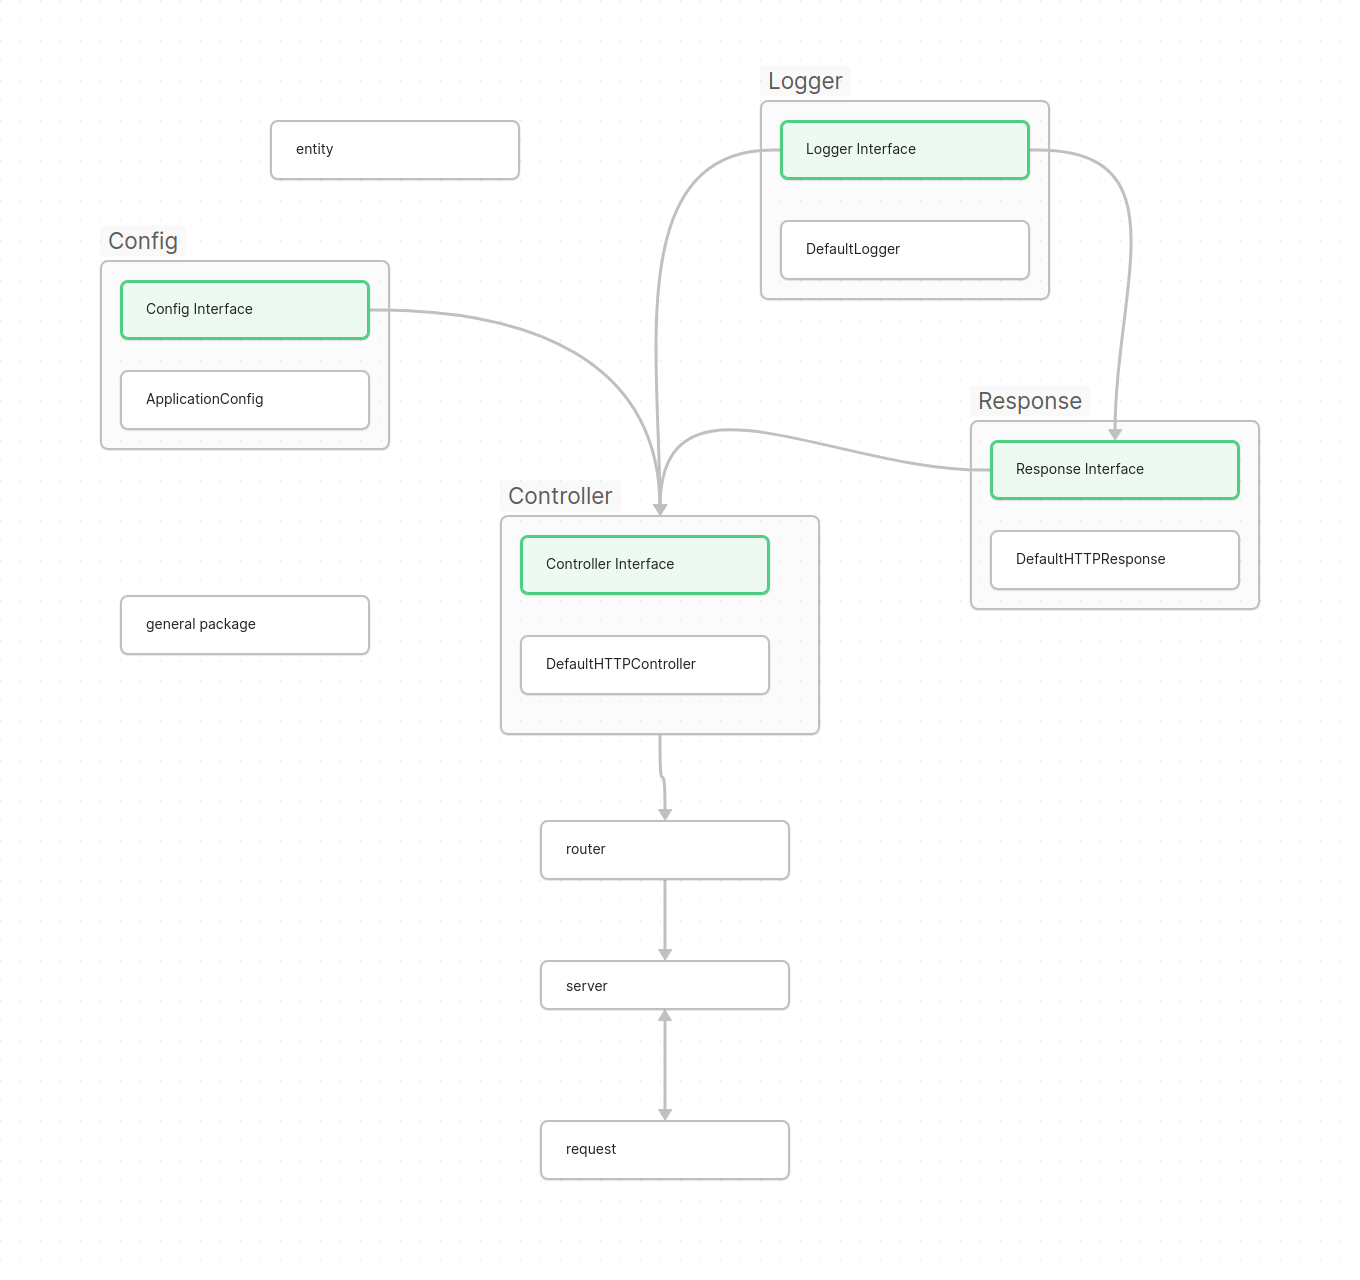 Logger
Logger Interface
DefaultLogger
entity
Config
Config Interface
ApplicationConfig
Response
Response Interface
DefaultHTTPResponse
Controller
Controller Interface
DefaultHTTPController
general package
router
server
request